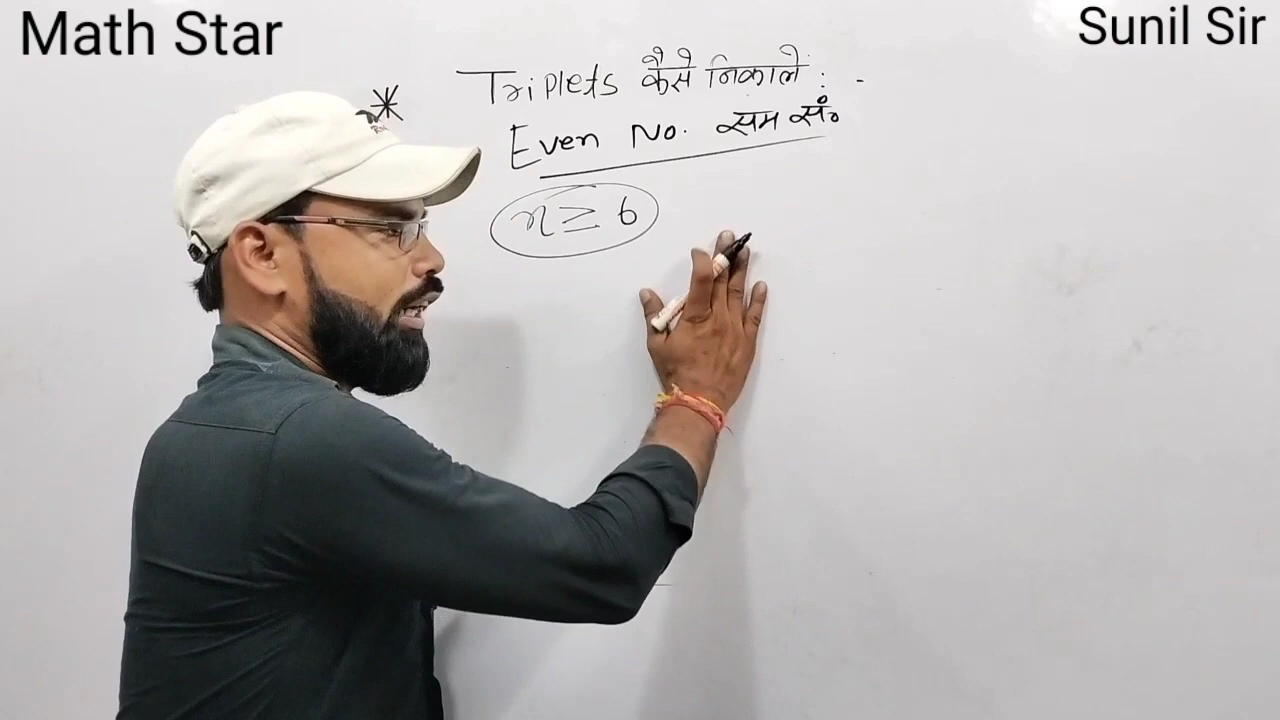 Math Star
Sunil Sir
Triplets कैसे निकाले :-
Even No. सम सं०
n ≥ 6